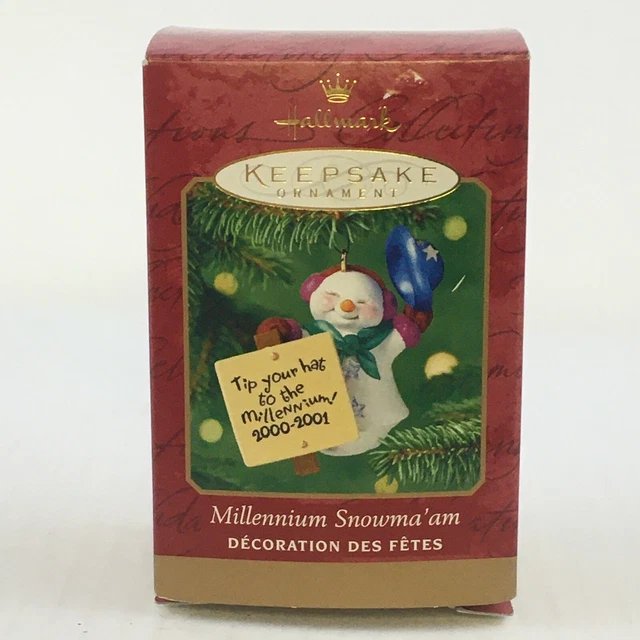 Hallmark
KEEPSAKE
ORNAMENT
Tip your hat
to the
Millennium!
2000-2001
Millennium Snowma'am
DÉCORATION DES FÊTES